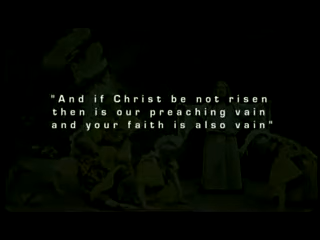 "And if Christ be not risen
then is our preaching vain
and your faith is also vain"